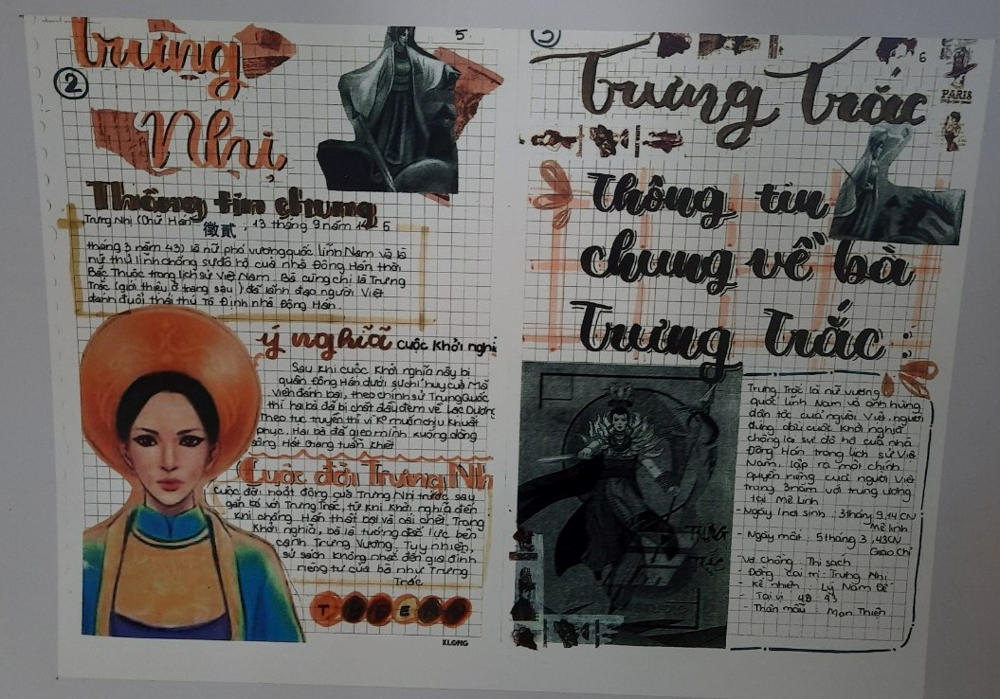 5
Trưng
2
Nhị
Thông tin chung
Trưng Nhị (Chữ Hán 徵貳, 13 tháng 9 năm 14 - 5
tháng 3 năm 43) là nữ phó vương quốc lĩnh Nam và là
nữ thủ lĩnh chống sự đô hộ của nhà Đông Hán thời
Bắc Thuộc trong lịch sử Việt Nam. Bà cùng chị là Trưng
Trắc (giới thiệu ở trang sau) để lãnh đạo người Việt
đánh đuổi thái thú Tô Định nhà Đông Hán.
ý nghĩa cuộc khởi nghĩ
Sau khi cuộc khởi nghĩa này bị
quân Đông Hán dưới sự chỉ huy của Mã
Viện đánh bại, theo chính sử Trung Quốc
thì hai bà đã bị chặt đầu đem về Lạc Dương
Theo tục truyền thì vì ko muốn chịu khuất
phục. Hai bà đã gieo mình xuống dòng
sông Hát Giang tuẫn tiết
Cuộc đời Trưng Nh
Cuộc đời hoạt động của Trưng Nhị trước sau
gắn bó với Trưng Trắc, từ khi khởi nghĩa đến
khi chống Hán thất bại và cái chết. Trong
khởi nghĩa, bà là tướng đắc lực bên
cạnh Trưng Vương. Tuy nhiên,
sử sách không nhắc đến gia đình
riêng tư của bà như Trưng
Trắc
XLONG
3
6
PARIS
Trưng Trắc
Thông tin
chung về bà
Trưng Trắc
Trưng Trắc là nữ vương
quốc lĩnh Nam và anh hùng
dân tộc của người Việt, người
đứng đầu cuộc khởi nghĩa
chống lại sự đô hộ của nhà
Đông Hán trong lịch sử Việt
Nam, lập ra một chính
quyền riêng của người Việt
trong 3 năm với trung ương
tại Mê Linh
- Ngày / nơi sinh : 3 tháng 9, 14 CN
Mê linh
- Ngày mất : 5 tháng 3, 43CN
Giao Chỉ
Vợ chồng : Thi sách
- Đồng cai trị : Trưng Nhị
- Kế nhiệm : Lý Nam Đế
- Tại vị 40 43
- Thân mẫu : Man Thiện
TRƯNG
TRẮC